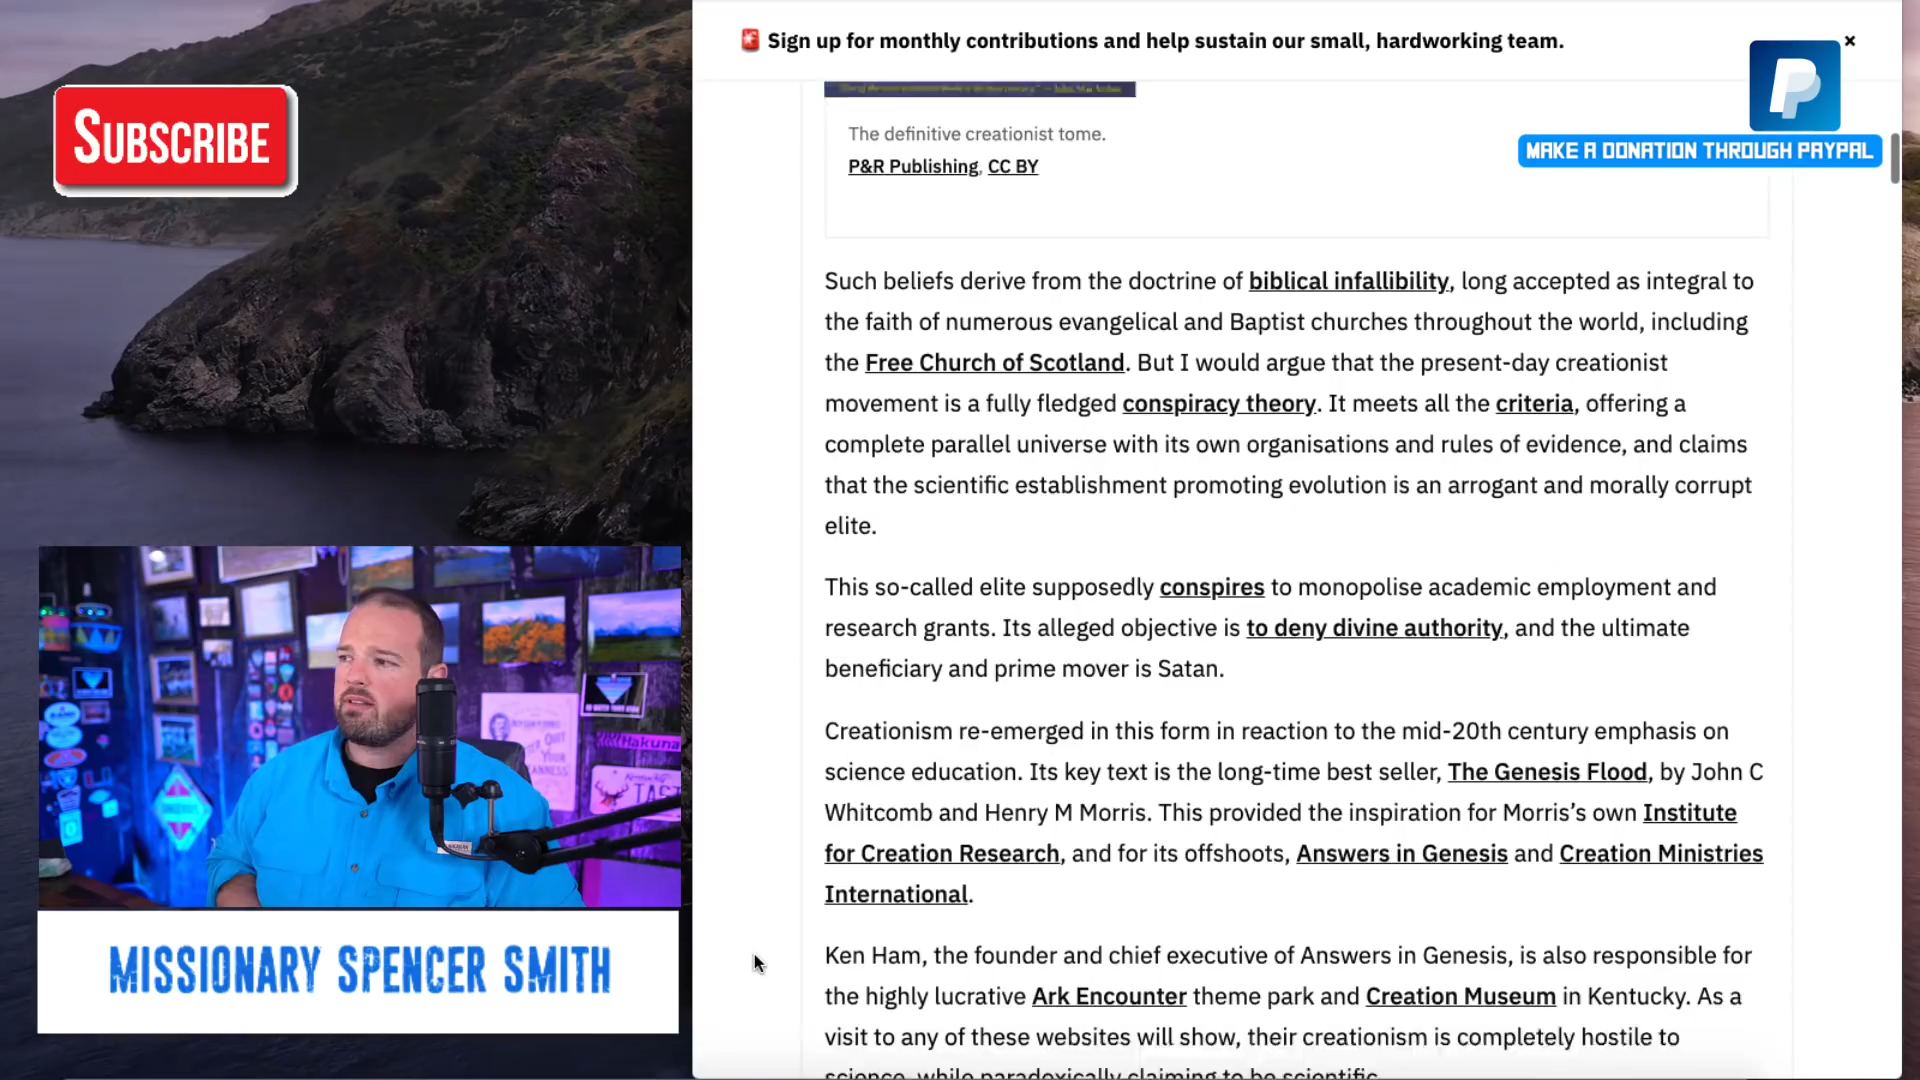 SUBSCRIBE
🚨 Sign up for monthly contributions and help sustain our small, hardworking team.
×
MAKE A DONATION THROUGH PAYPAL
The definitive creationist tome.
P&R Publishing, CC BY
Such beliefs derive from the doctrine of biblical infallibility, long accepted as integral to
the faith of numerous evangelical and Baptist churches throughout the world, including
the Free Church of Scotland. But I would argue that the present-day creationist
movement is a fully fledged conspiracy theory. It meets all the criteria, offering a
complete parallel universe with its own organisations and rules of evidence, and claims
that the scientific establishment promoting evolution is an arrogant and morally corrupt
elite.
This so-called elite supposedly conspires to monopolise academic employment and
research grants. Its alleged objective is to deny divine authority, and the ultimate
beneficiary and prime mover is Satan.
Creationism re-emerged in this form in reaction to the mid-20th century emphasis on
science education. Its key text is the long-time best seller, The Genesis Flood, by John C
Whitcomb and Henry M Morris. This provided the inspiration for Morris’s own Institute
for Creation Research, and for its offshoots, Answers in Genesis and Creation Ministries
International.
Ken Ham, the founder and chief executive of Answers in Genesis, is also responsible for
the highly lucrative Ark Encounter theme park and Creation Museum in Kentucky. As a
visit to any of these websites will show, their creationism is completely hostile to
science, while paradoxically claiming to be scientific.
Hakuna
MISSIONARY SPENCER SMITH